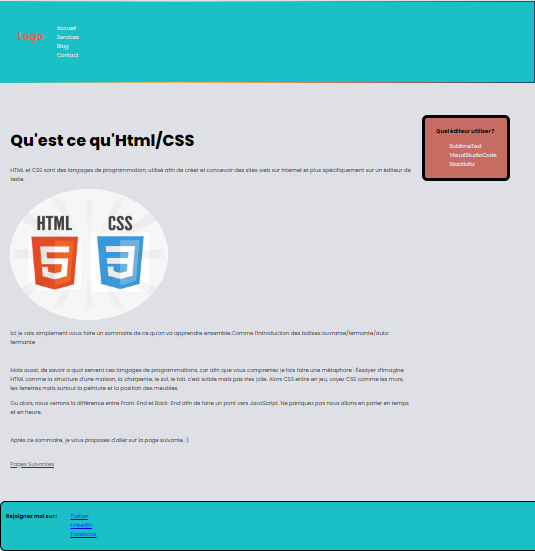 Logo
Accueil
Services
Blog
Contact
Qu'est ce qu'Html/CSS
HTML et CSS sont des langages de programmation, utilisé afin de créer et concevoir des sites web sur internet et plus spécifiquement sur un éditeur de
texte.
HTML CSS
5 3
Ici je vais simplement vous faire un sommaire de ce qu'on va apprendre ensemble.Comme l'introduction des balises ouvrante/fermante/auto-
fermante
Mais aussi, de savoir a quoi servent ces langages de programmations, car afin que vous compreniez je fais faire une métaphore : Essayer d'imagine
HTML comme la structure d'une maison, la charpente, le sol, le toit. c'est solide mais pas tres jolie. Alors CSS entre en jeu, voyez CSS comme les murs,
les fenetres mais surtout la peinture et la position des meubles.
Ou alors, nous verrons la différence entre Front-End et Back-End afin de faire un pont vers JavaScript. Ne paniquez pas nous allons en parler en temps
et en heure.
Après ce sommaire, je vous proposes d'aller sur la page suivante. :)
Pages Suivantes
Quel éditeur utiliser ?
SublimeText
VisualStudioCode
Stackblitz
Rejoignez moi sur :
Twitter
Linkedin
Facebook